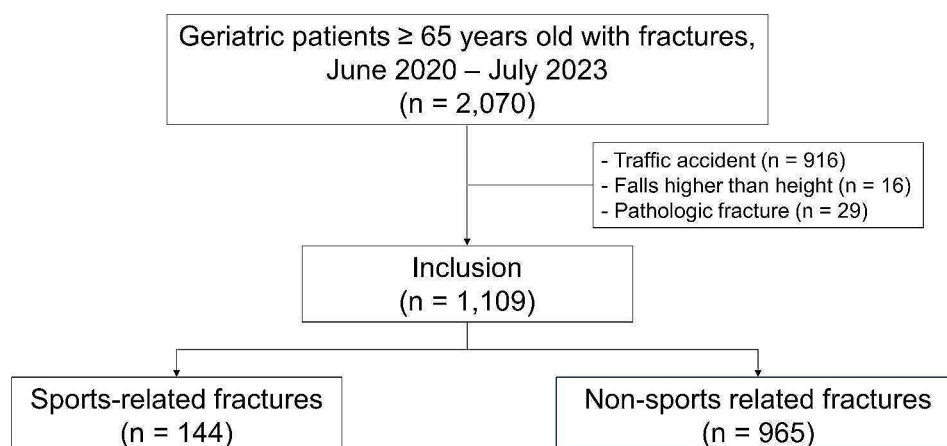 Geriatric patients ≥ 65 years old with fractures,
June 2020 – July 2023
(n = 2,070)
- Traffic accident (n = 916)
- Falls higher than height (n = 16)
- Pathologic fracture (n = 29)
Inclusion
(n = 1,109)
Sports-related fractures
(n = 144)
Non-sports related fractures
(n = 965)